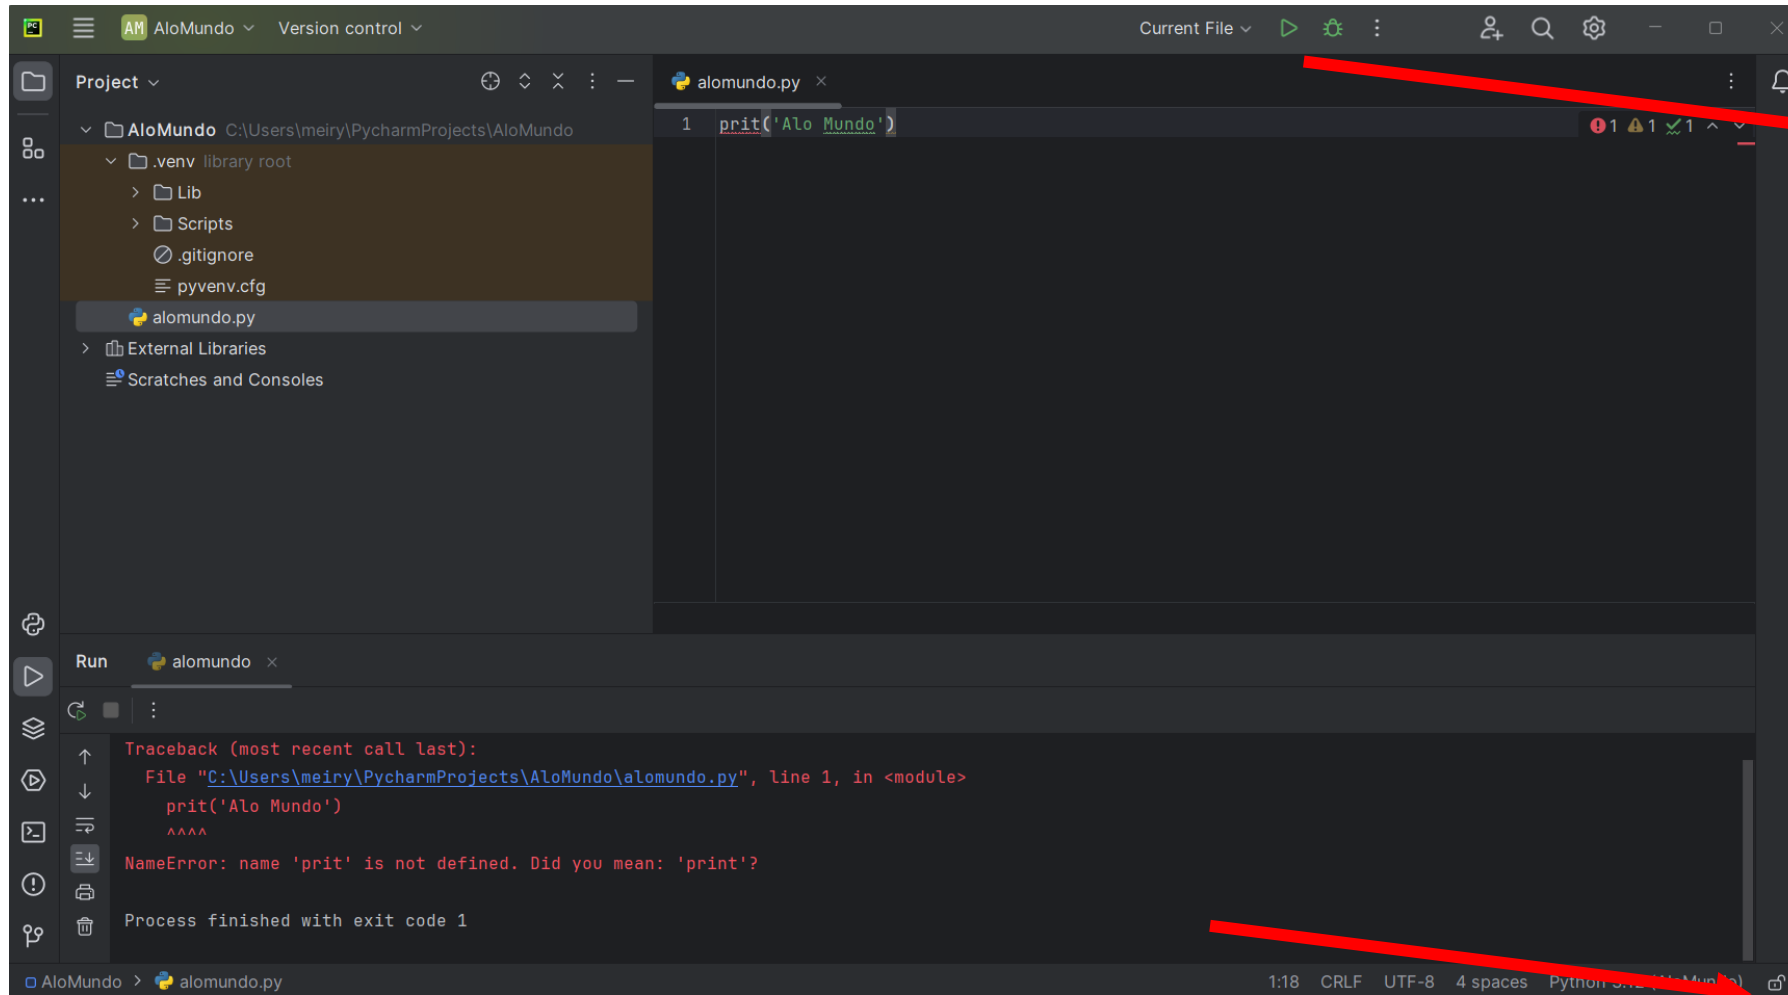 PC AM AloMundo Version control Current File
Project
alomundo.py
AloMundo C:\Users\meiry\PycharmProjects\AloMundo
1 prit('Alo Mundo')
1 1 1
.venv library root
Lib
Scripts
.gitignore
pyvenv.cfg
alomundo.py
External Libraries
Scratches and Consoles
Run alomundo
Traceback (most recent call last):
File "C:\Users\meiry\PycharmProjects\AloMundo\alomundo.py", line 1, in <module>
prit('Alo Mundo')
^^^^
NameError: name 'prit' is not defined. Did you mean: 'print'?
Process finished with exit code 1
AloMundo > alomundo.py 1:18 CRLF UTF-8 4 spaces